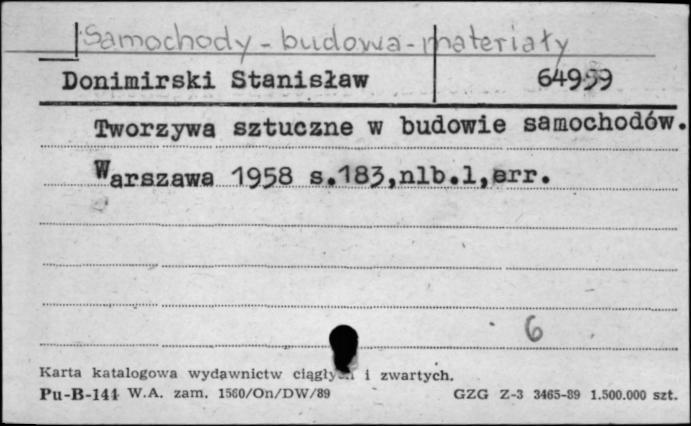 Samochody - budowa - materiały
Donimirski Stanisław 64959
Tworzywa sztuczne w budowie samochodów.
Warszawa 1958 s.183,nlb.1,err.
6
Karta katalogowa wydawnictw ciągłych i zwartych.
Pu-B-144 W.A. zam. 1560/On/DW/89 GZG Z-3 3465-89 1.500.000 szt.